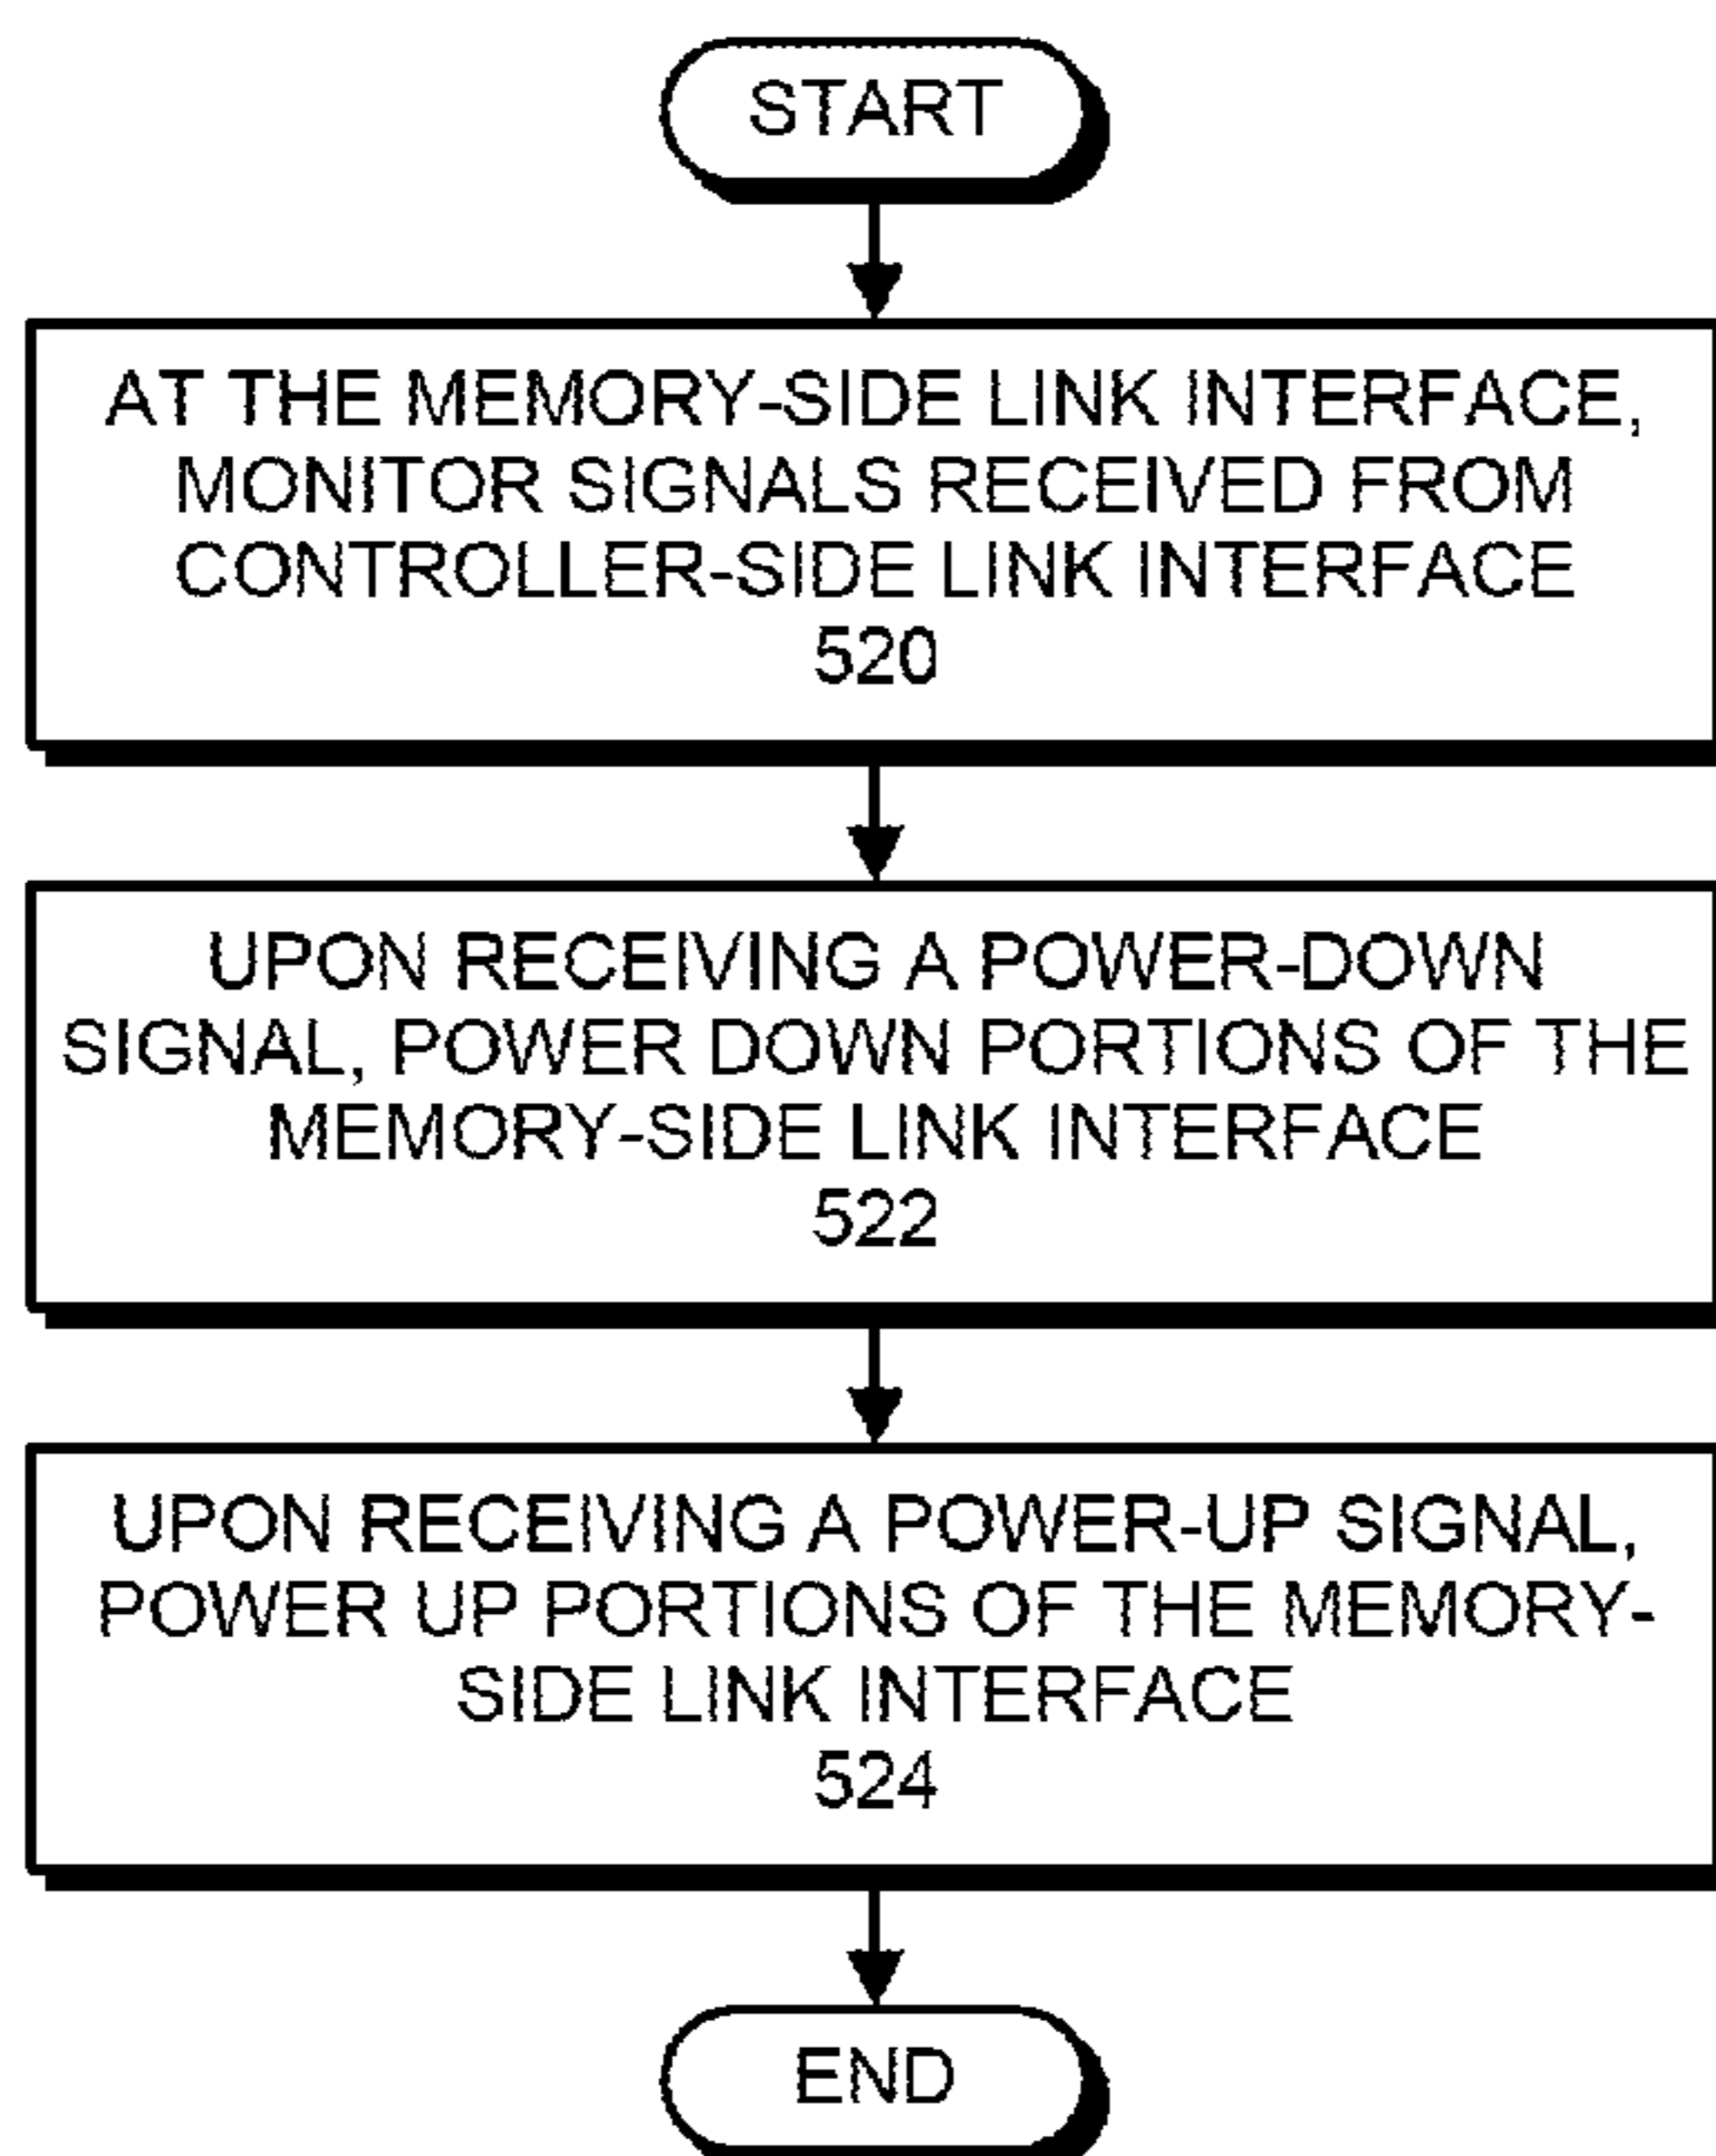 START
AT THE MEMORY-SIDE LINK INTERFACE,
MONITOR SIGNALS RECEIVED FROM
CONTROLLER-SIDE LINK INTERFACE
520
UPON RECEIVING A POWER-DOWN
SIGNAL, POWER DOWN PORTIONS OF THE
MEMORY-SIDE LINK INTERFACE
522
UPON RECEIVING A POWER-UP SIGNAL,
POWER UP PORTIONS OF THE MEMORY-
SIDE LINK INTERFACE
524
END